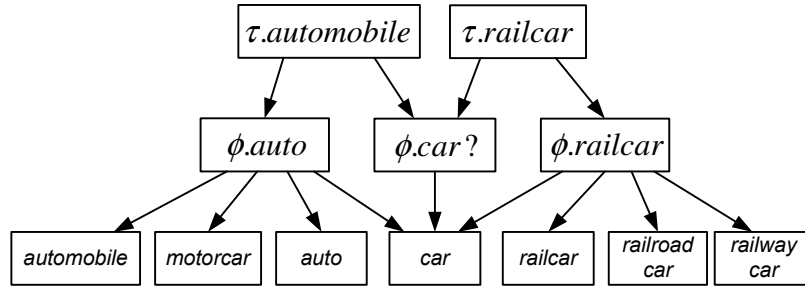 τ.automobile
τ.railcar
ϕ.auto
ϕ.car?
ϕ.railcar
automobile
motorcar
auto
car
railcar
railroad
car
railway
car